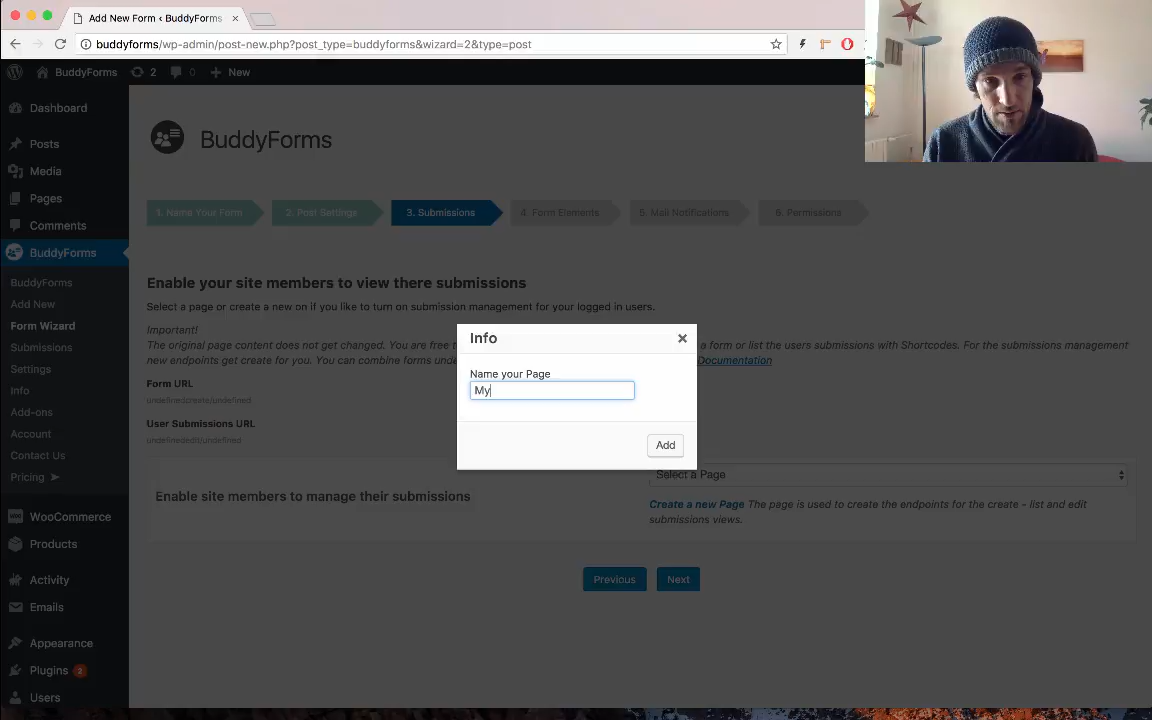 Add New Form ‹ BuddyForms
buddyforms/wp-admin/post-new.php?post_type=buddyforms&wizard=2&type=post
BuddyForms 2 0 New
Dashboard
Posts
Media
Pages
Comments
BuddyForms
BuddyForms
Add New
Form Wizard
Submissions
Settings
Info
Add-ons
Account
Contact Us
Pricing ➤
WooCommerce
Products
Activity
Emails
Appearance
Plugins 2
Users
BuddyForms
1. Name Your Form 2. Post Settings 3. Submissions 4. Form Elements 5. Mail Notifications 6. Permissions
Enable your site members to view there submissions
Select a page or create a new on if you like to turn on submission management for your logged in users.
Important!
The original page content does not get changed. You are free t a form or list the users submissions with Shortcodes. For the submissions management
new endpoints get create for you. You can combine forms unde Documentation
Form URL
undefinedcreate/undefined
User Submissions URL
undefinededit/undefined
Enable site members to manage their submissions
Select a Page
Create a new Page The page is used to create the endpoints for the create - list and edit
submissions views.
Previous Next
Info
Name your Page
My
Add